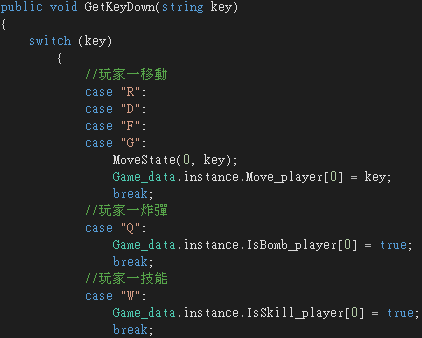 public void GetKeyDown(string key)
{
switch (key)
{
//玩家一移動
case "R":
case "D":
case "F":
case "G":
MoveState(0, key);
Game_data.instance.Move_player[0] = key;
break;
//玩家一炸彈
case "Q":
Game_data.instance.IsBomb_player[0] = true;
break;
//玩家一技能
case "W":
Game_data.instance.IsSkill_player[0] = true;
break;